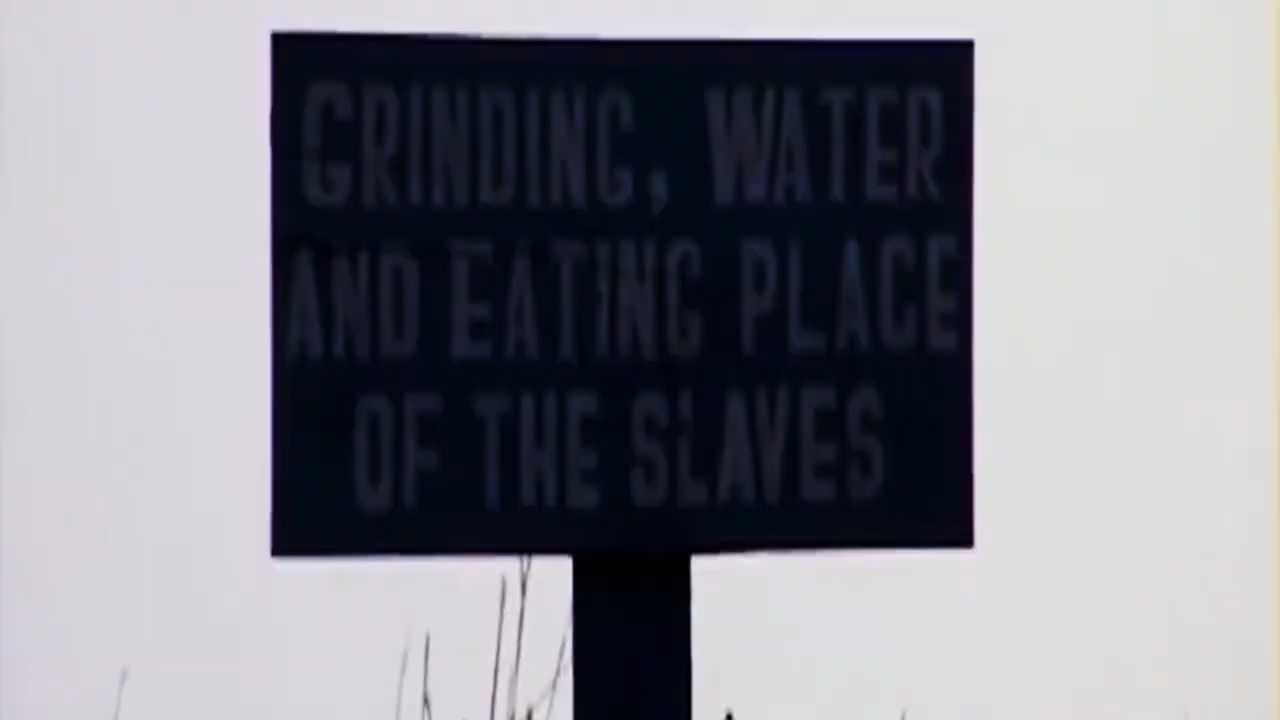 GRINDING, WATER
AND EATING PLACE
OF THE SLAVES